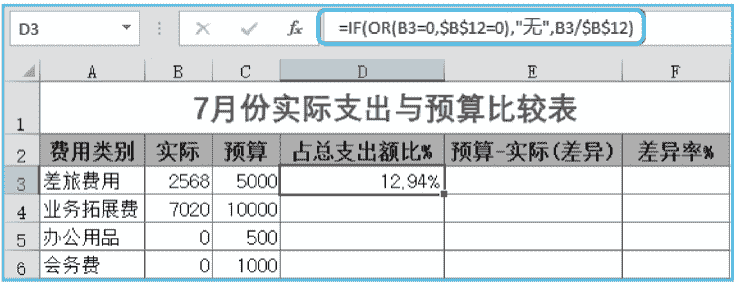 D3 fx =IF(OR(B3=0,$B$12=0),"无",B3/$B$12)
A B C D E F
1 7月份实际支出与预算比较表
2 费用类别 实际 预算 占总支出额比% 预算-实际(差异) 差异率%
3 差旅费用 2568 5000 12.94%
4 业务拓展费 7020 10000
5 办公用品 0 500
6 会务费 0 1000